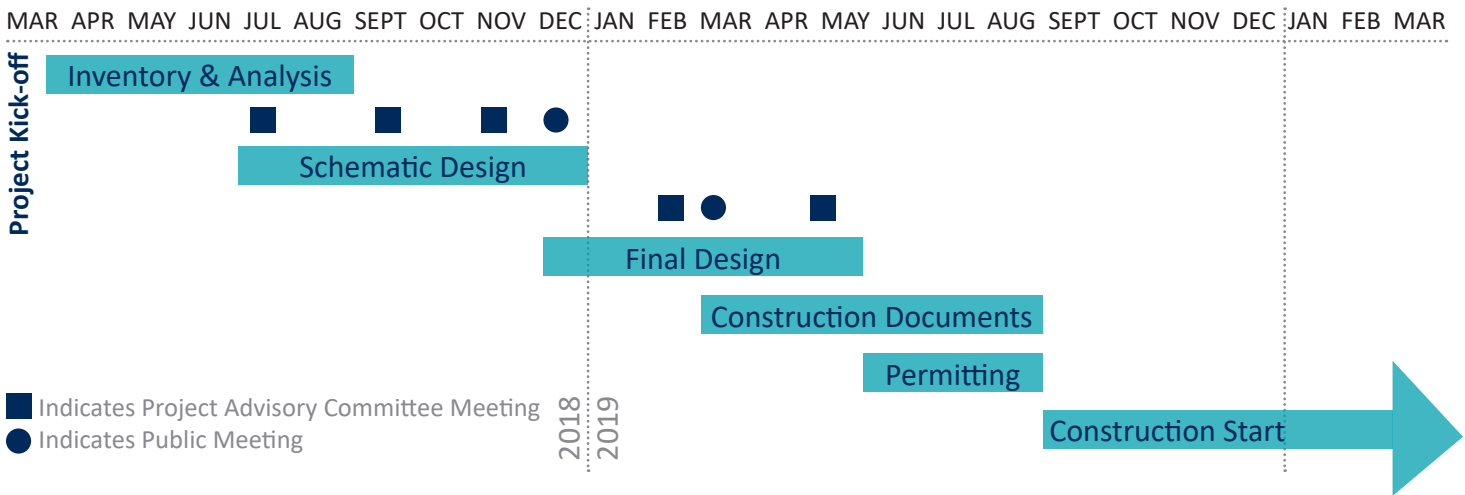 MAR APR MAY JUN JUL AUG SEPT OCT NOV DEC JAN FEB MAR APR MAY JUN JUL AUG SEPT OCT NOV DEC JAN FEB MAR
Project Kick-off
Inventory & Analysis
Schematic Design
Final Design
Construction Documents
Permitting
Construction Start
Indicates Project Advisory Committee Meeting
Indicates Public Meeting
2018
2019